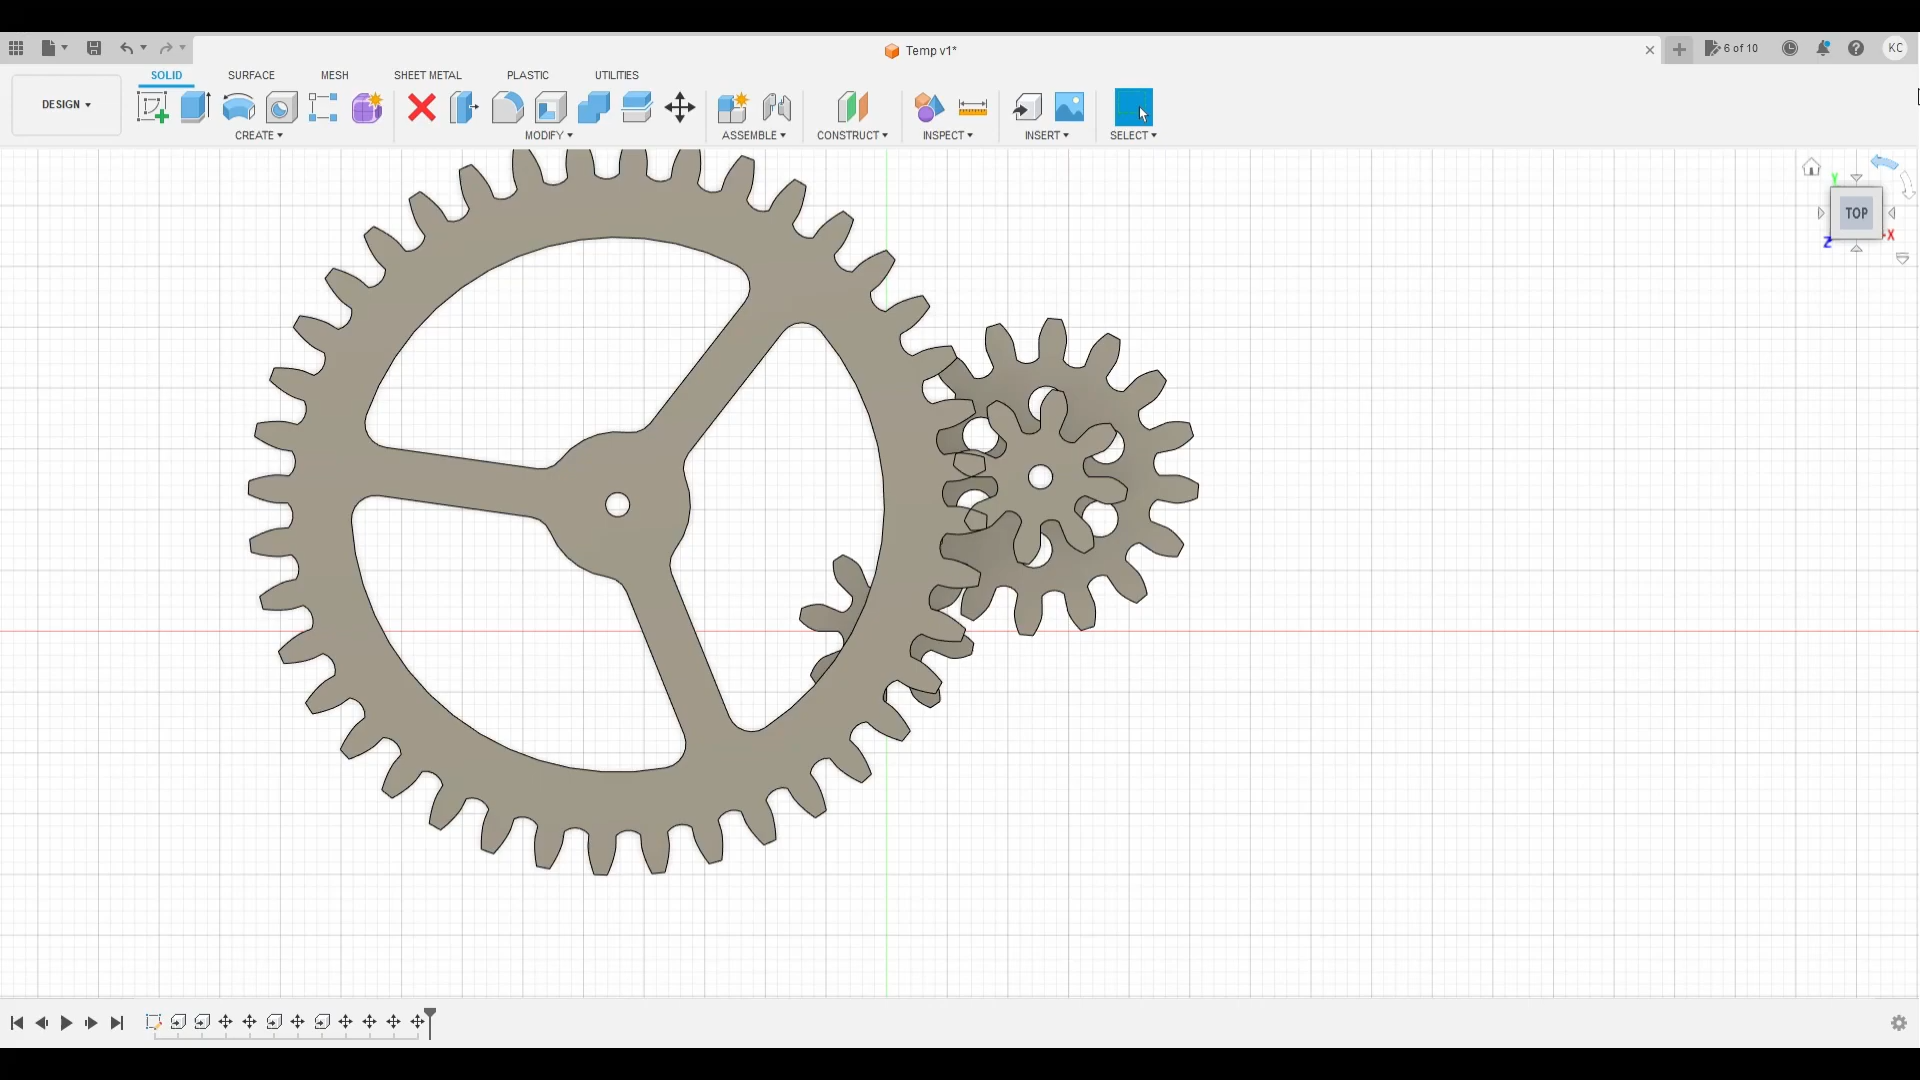 Temp v1*
6 of 10
KC
DESIGN
SOLID
SURFACE
MESH
SHEET METAL
PLASTIC
UTILITIES
CREATE
MODIFY
ASSEMBLE
CONSTRUCT
INSPECT
INSERT
SELECT
Y
TOP
Z
X